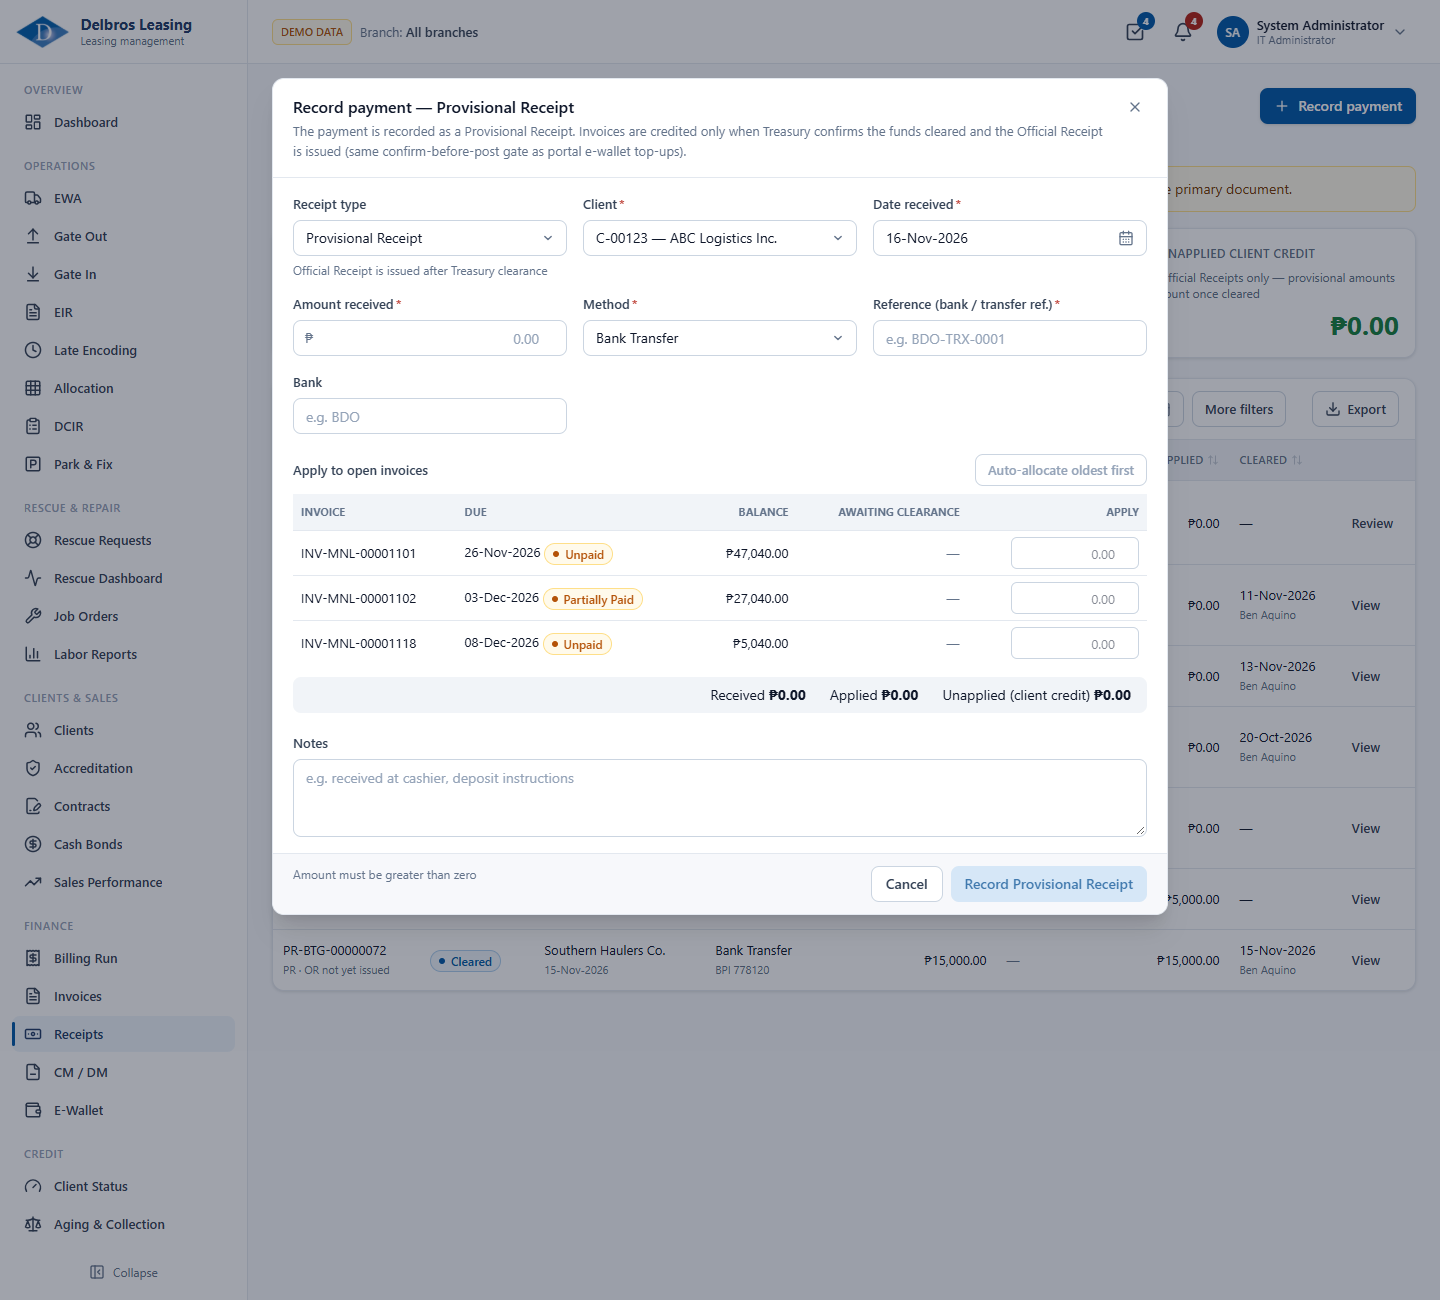 Delbros Leasing
Leasing management
DEMO DATA
Branch: All branches
4
4
SA
System Administrator
IT Administrator
OVERVIEW
Dashboard
OPERATIONS
EWA
Gate Out
Gate In
EIR
Late Encoding
Allocation
DCIR
Park & Fix
RESCUE & REPAIR
Rescue Requests
Rescue Dashboard
Job Orders
Labor Reports
CLIENTS & SALES
Clients
Accreditation
Contracts
Cash Bonds
Sales Performance
FINANCE
Billing Run
Invoices
Receipts
CM / DM
E-Wallet
CREDIT
Client Status
Aging & Collection
Collapse
Record payment
Record payment — Provisional Receipt
The payment is recorded as a Provisional Receipt. Invoices are credited only when Treasury confirms the funds cleared and the Official Receipt
is issued (same confirm-before-post gate as portal e-wallet top-ups).
Receipt type
Client*
Date received*
Provisional Receipt
C-00123 — ABC Logistics Inc.
16-Nov-2026
Official Receipt is issued after Treasury clearance
Amount received*
Method*
Reference (bank / transfer ref.)*
₱ 0.00
Bank Transfer
e.g. BDO-TRX-0001
Bank
e.g. BDO
Apply to open invoices
Auto-allocate oldest first
INVOICE DUE BALANCE AWAITING CLEARANCE APPLY
INV-MNL-00001101 26-Nov-2026 Unpaid ₱47,040.00 — 0.00
INV-MNL-00001102 03-Dec-2026 Partially Paid ₱27,040.00 — 0.00
INV-MNL-00001118 08-Dec-2026 Unpaid ₱5,040.00 — 0.00
Received ₱0.00 Applied ₱0.00 Unapplied (client credit) ₱0.00
Notes
e.g. received at cashier, deposit instructions
Amount must be greater than zero
Cancel
Record Provisional Receipt
primary document.
NAPPLIED CLIENT CREDIT
fficial Receipts only — provisional amounts
ount once cleared
₱0.00
More filters
Export
PPLIED CLEARED
₱0.00 — Review
₱0.00 11-Nov-2026 View
Ben Aquino
₱0.00 13-Nov-2026 View
Ben Aquino
₱0.00 20-Oct-2026 View
Ben Aquino
₱0.00 — View
₱5,000.00 — View
PR-BTG-00000072 Cleared Southern Haulers Co. Bank Transfer ₱15,000.00 — ₱15,000.00 15-Nov-2026 View
PR · OR not yet issued 15-Nov-2026 BPI 778120 Ben Aquino